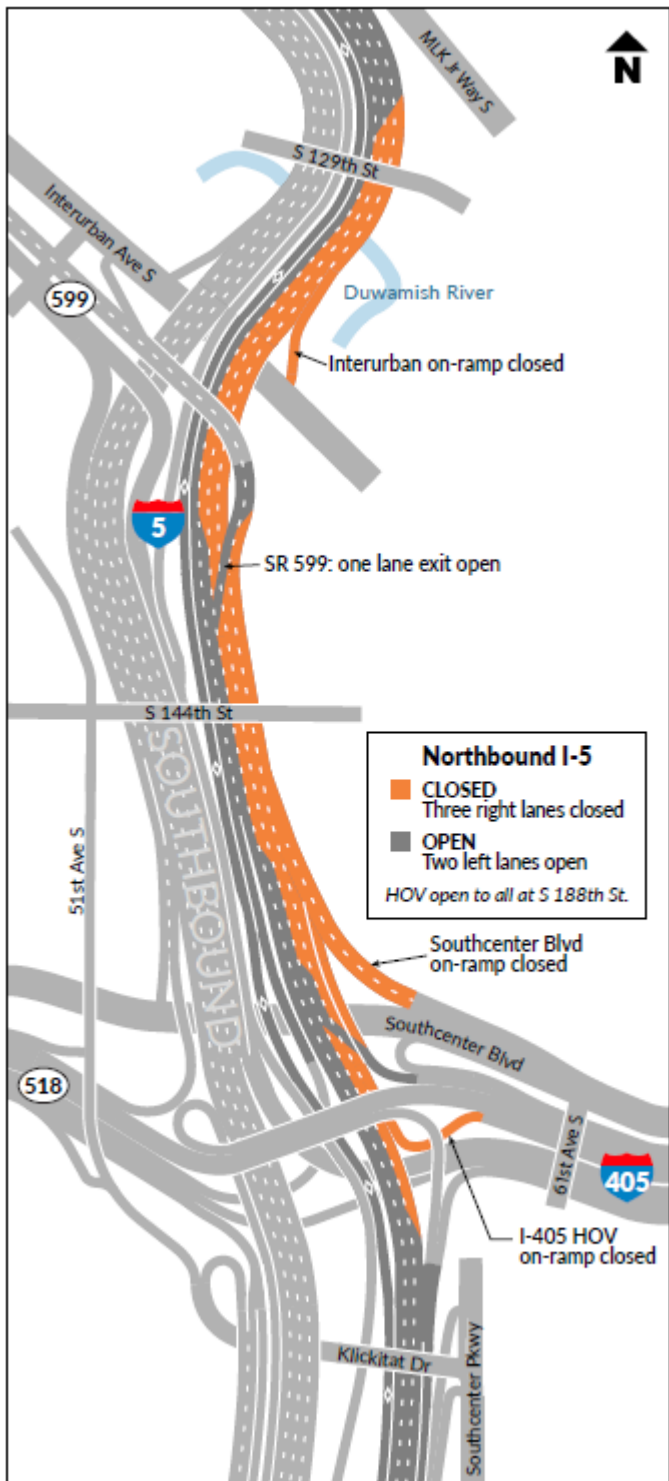 MLK Jr Way S
N
S 129th St
Interurban Ave S
599
Duwamish River
Interurban on-ramp closed
5
SR 599: one lane exit open
S 144th St
SOUTHBOUND
Northbound I-5
CLOSED
Three right lanes closed
OPEN
Two left lanes open
HOV open to all at S 188th St.
51st Ave S
Southcenter Blvd
on-ramp closed
Southcenter Blvd
518
61st Ave S
405
I-405 HOV
on-ramp closed
Klickitat Dr
Southcenter Pkwy